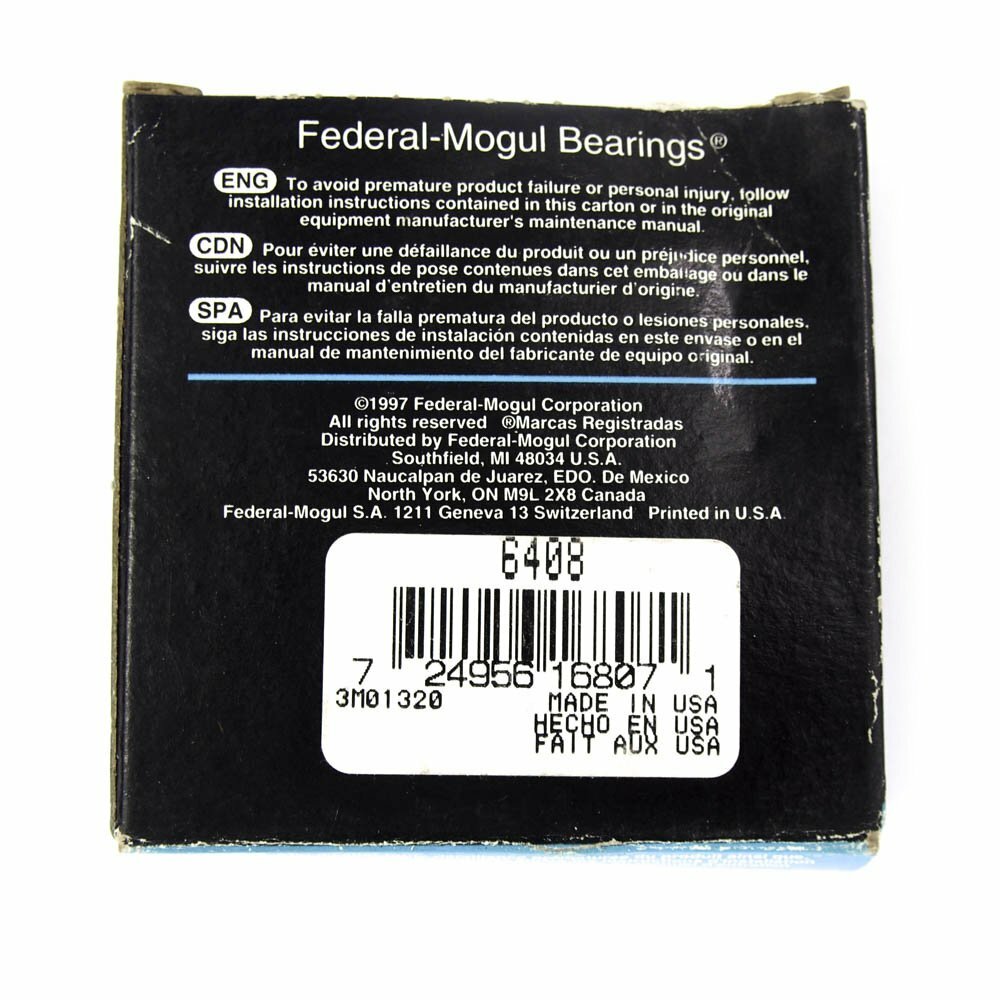 Federal-Mogul Bearings®
ENG To avoid premature product failure or personal injury, follow
installation instructions contained in this carton or in the original
equipment manufacturer's maintenance manual.
CDN Pour éviter une défaillance du produit ou un préjudice personnel,
suivre les instructions de pose contenues dans cet emballage ou dans le
manual d'entretien du manufacturier d'origine.
SPA Para evitar la falla prematura del producto o lesiones personales.
siga las instrucciones de instalación contenidas en este envase o en el
manual de mantenimiento del fabricante de equipo original.
©1997 Federal-Mogul Corporation
All rights reserved ®Marcas Registradas
Distributed by Federal-Mogul Corporation
Southfield, MI 48034 U.S.A.
53630 Naucalpan de Juarez, EDO. De Mexico
North York, ON M9L 2X8 Canada
Federal-Mogul S.A. 1211 Geneva 13 Switzerland Printed in U.S.A.
6408
7 24956 16807 1
3M01320 MADE IN USA
HECHO EN USA
FAIT AUX USA